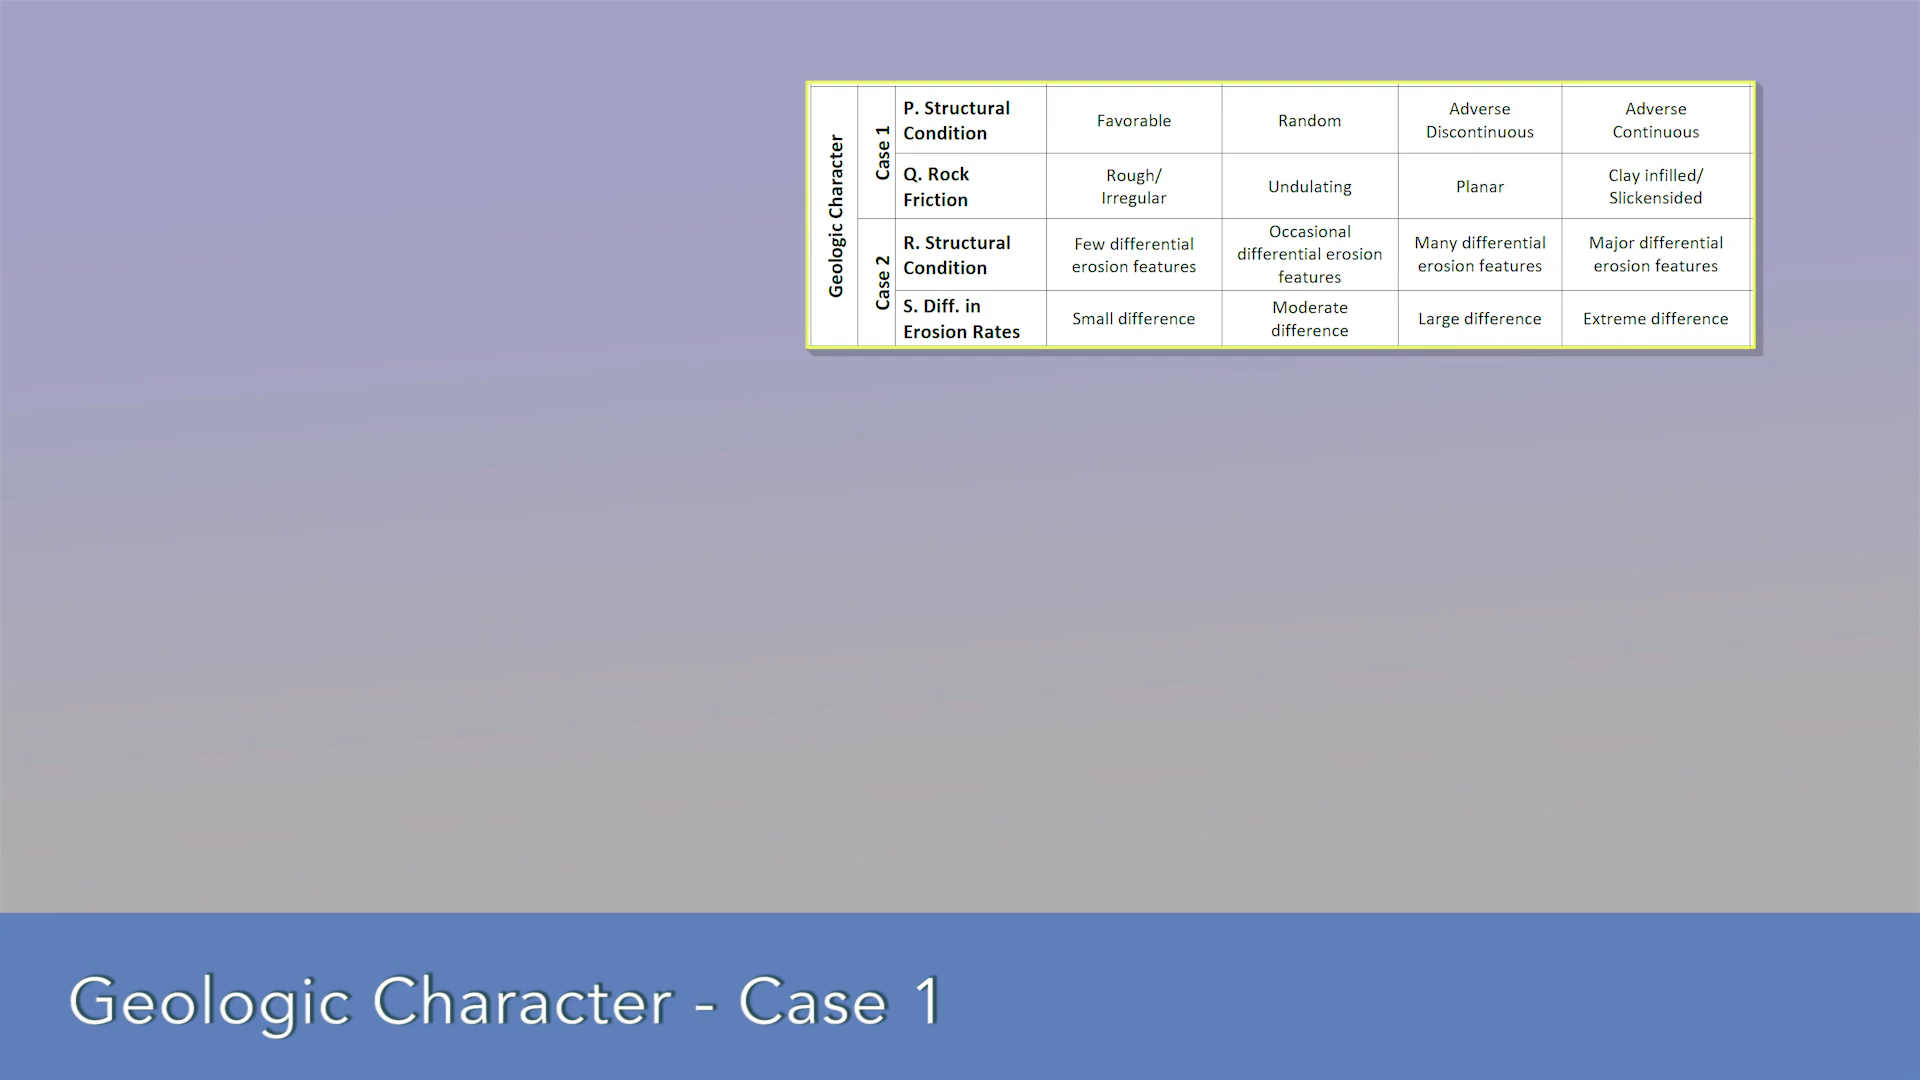 Geologic Character
Case 1
P. Structural
Condition
Favorable
Random
Adverse
Discontinuous
Adverse
Continuous
Q. Rock
Friction
Rough/
Irregular
Undulating
Planar
Clay infilled/
Slickensided
Case 2
R. Structural
Condition
Few differential
erosion features
Occasional
differential erosion
features
Many differential
erosion features
Major differential
erosion features
S. Diff. in
Erosion Rates
Small difference
Moderate
difference
Large difference
Extreme difference
Geologic Character - Case 1